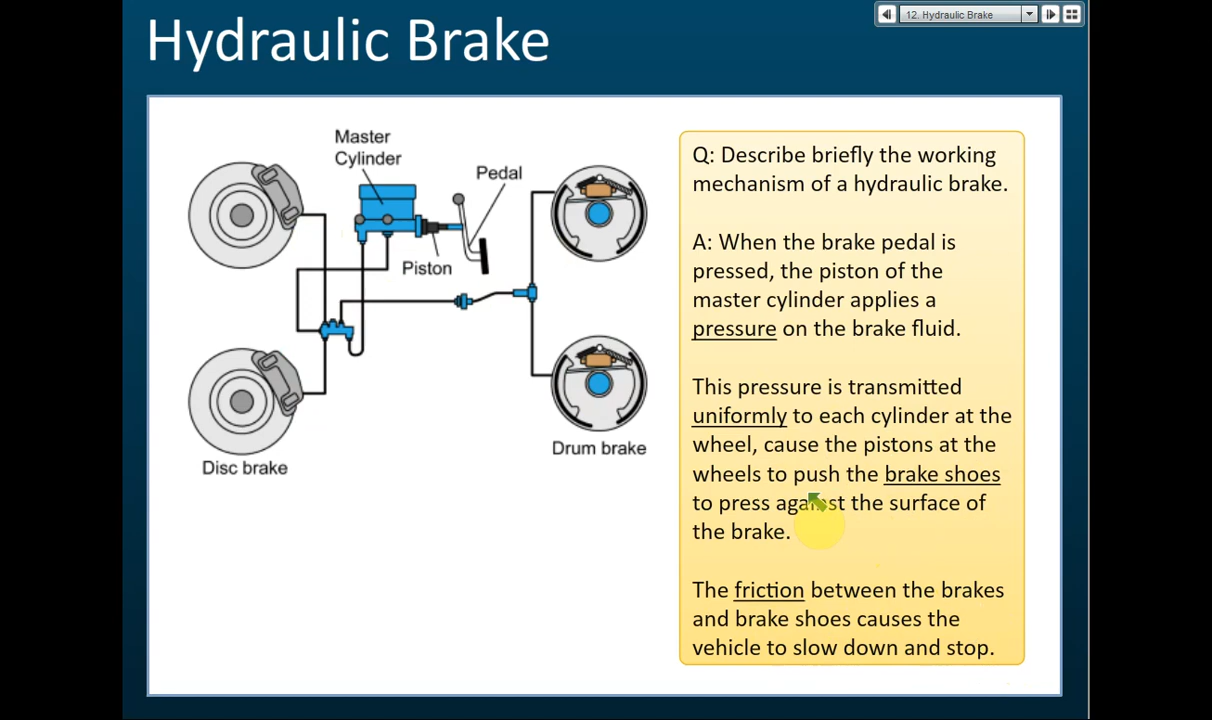 12. Hydraulic Brake
Hydraulic Brake
Master
Cylinder
Pedal
Piston
Disc brake
Drum brake
Q: Describe briefly the working
mechanism of a hydraulic brake.
A: When the brake pedal is
pressed, the piston of the
master cylinder applies a
pressure on the brake fluid.
This pressure is transmitted
uniformly to each cylinder at the
wheel, cause the pistons at the
wheels to push the brake shoes
to press against the surface of
the brake.
The friction between the brakes
and brake shoes causes the
vehicle to slow down and stop.